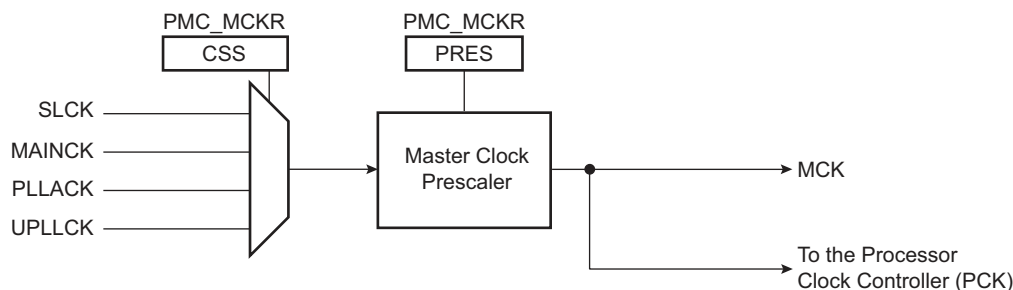 PMC_MCKR
PMC_MCKR
CSS
PRES
SLCK
MAINCK
PLLACK
UPLLCK
Master Clock
Prescaler
MCK
To the Processor
Clock Controller (PCK)